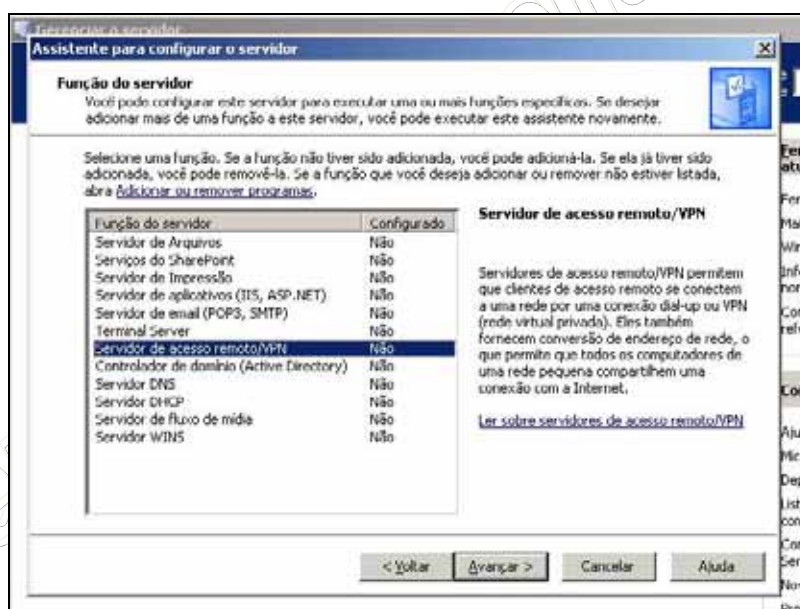 Gerenciar o servidor
Assistente para configurar o servidor
Função do servidor
Você pode configurar este servidor para executar uma ou mais funções específicas. Se desejar
adicionar mais de uma função a este servidor, você pode executar este assistente novamente.
Selecione uma função. Se a função não tiver sido adicionada, você pode adicioná-la. Se ela já tiver sido
adicionada, você pode removê-la. Se a função que você deseja adicionar ou remover não estiver listada,
abra Adicionar ou remover programas.
Função do servidor Configurado
Servidor de Arquivos Não
Serviços do SharePoint Não
Servidor de Impressão Não
Servidor de aplicativos (IIS, ASP.NET) Não
Servidor de email (POP3, SMTP) Não
Terminal Server Não
Servidor de acesso remoto/VPN Não
Controlador de domínio (Active Directory) Não
Servidor DNS Não
Servidor DHCP Não
Servidor de fluxo de mídia Não
Servidor WINS Não
Servidor de acesso remoto/VPN
Servidores de acesso remoto/VPN permitem
que clientes de acesso remoto se conectem
a uma rede por uma conexão dial-up ou VPN
(rede virtual privada). Eles também
fornecem conversão de endereço de rede, o
que permite que todos os computadores de
uma rede pequena compartilhem uma
conexão com a Internet.
Ler sobre servidores de acesso remoto/VPN
< Voltar Avançar > Cancelar Ajuda